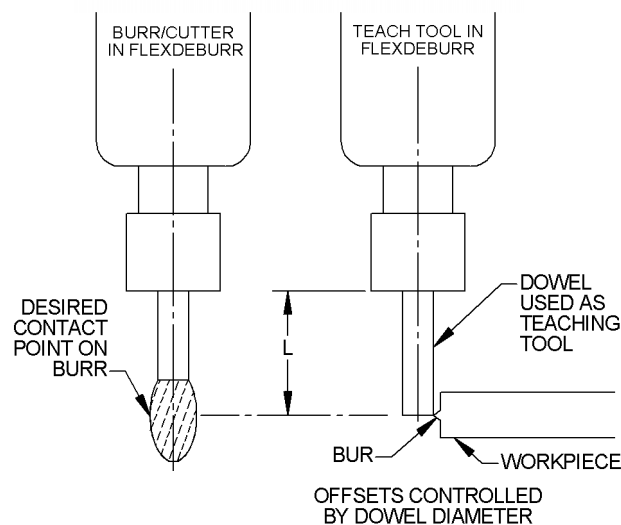 BURR/CUTTER
IN FLEXDEBURR
TEACH TOOL IN
FLEXDEBURR
DESIRED
CONTACT
POINT ON
BURR
L
DOWEL
USED AS
TEACHING
TOOL
BUR
WORKPIECE
OFFSETS CONTROLLED
BY DOWEL DIAMETER